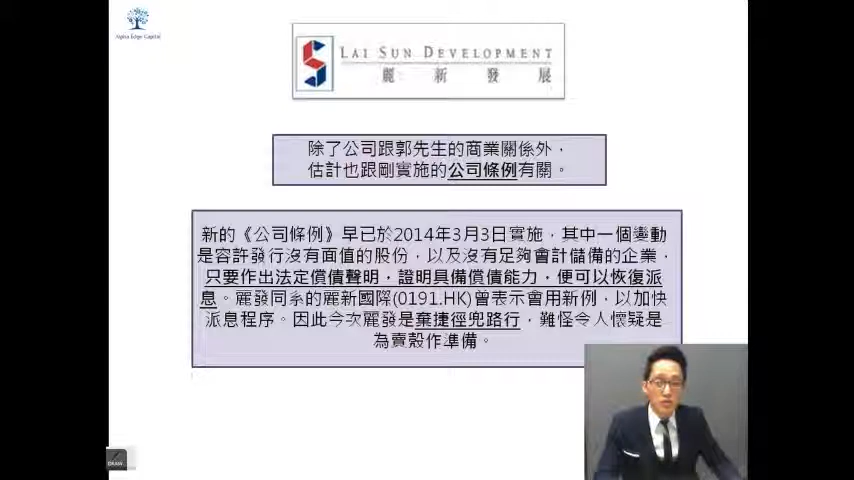 Alpha Edge Capital
LAI SUN DEVELOPMENT
麗新發展
除了公司跟郭先生的商業關係外，
估計也跟剛實施的公司條例有關。
新的《公司條例》早已於2014年3月3日實施，其中一個變動
是容許發行沒有面值的股份，以及沒有足夠會計儲備的企業，
只要作出法定償債聲明，證明具備償債能力，便可以恢復派
息。麗發同系的麗新國際(0191.HK)曾表示會用新例，以加快
派息程序。因此今次麗發是棄捷徑兜路行，難怪令人懷疑是
為賣殼作準備。
DRAW